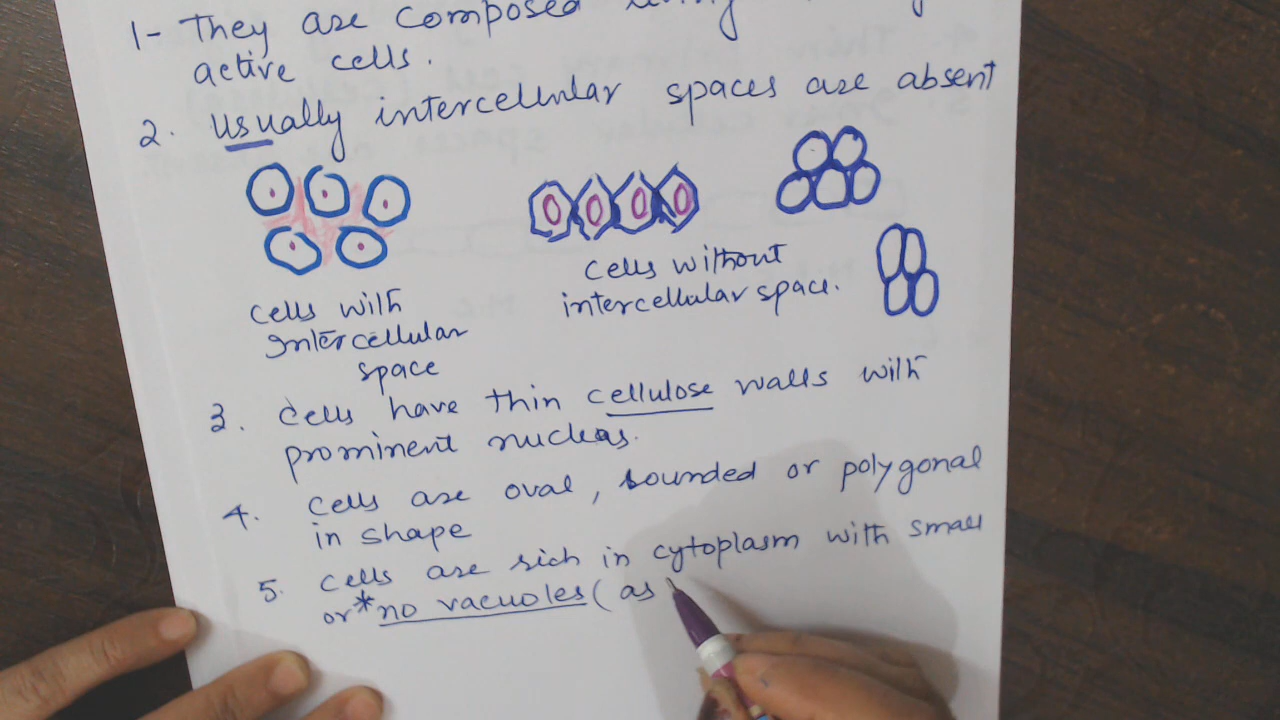 1- They are composed
active cells.
2. Usually intercellular spaces are absent
cells with
Intercellular
space
cells without
intercellular space.
3. Cells have thin cellulose walls with
prominent nucleus.
4. Cells are oval, rounded or polygonal
in shape
5. Cells are rich in cytoplasm with small
or *no vacuoles (as